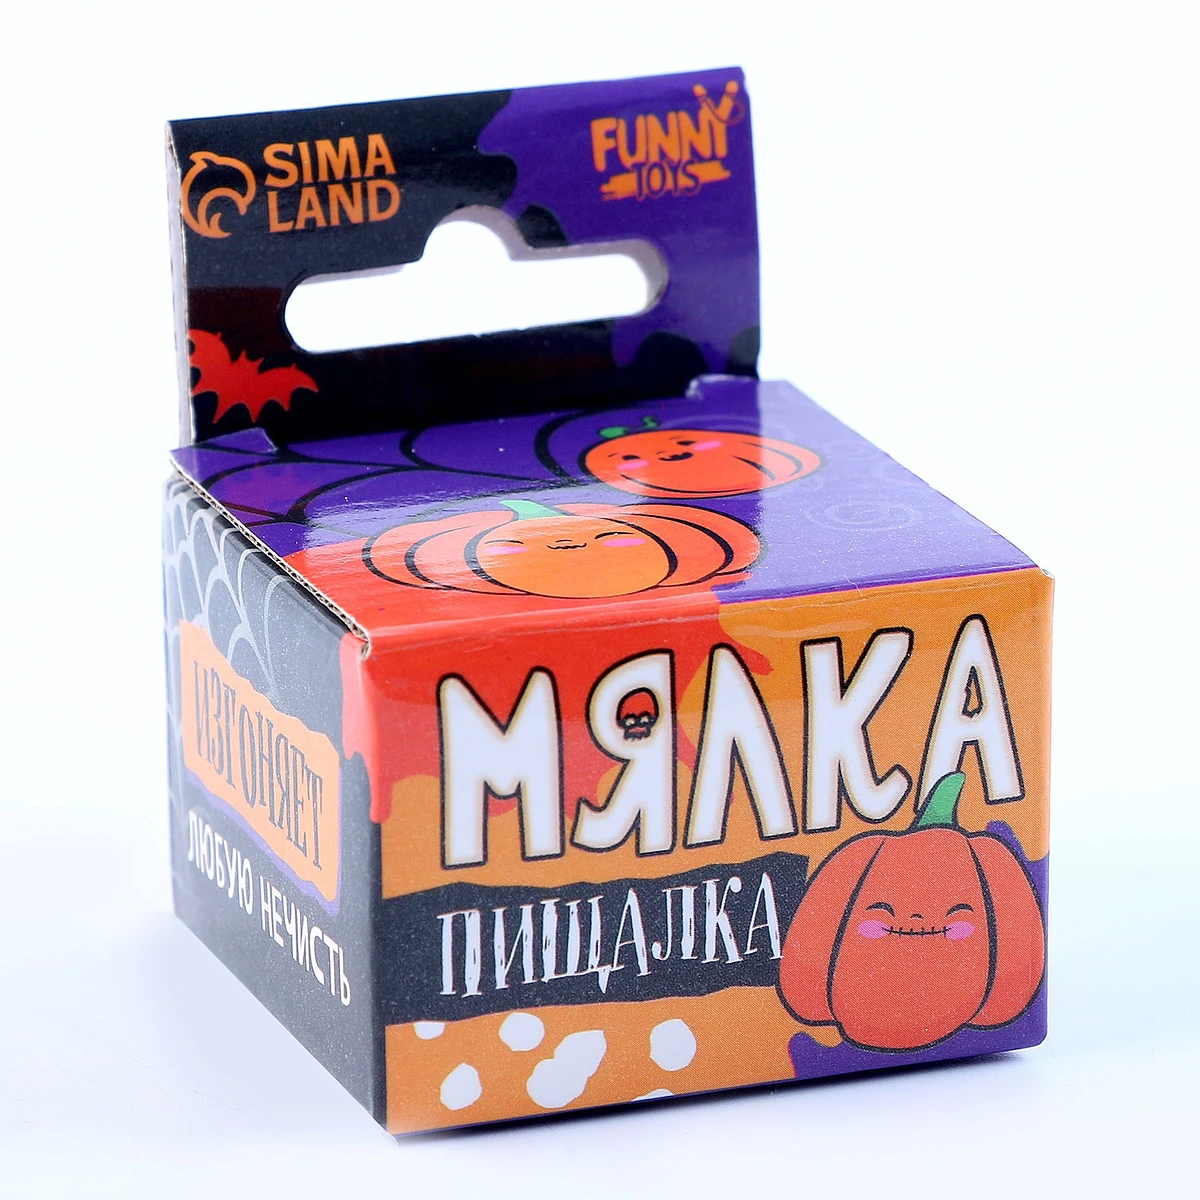 SIMA
LAND
FUNNY
TOYS
МЯЛКА
ПИЩАЛКА
ИЗГОНЯЕТ
ЛЮБУЮ НЕЧИСТЬ